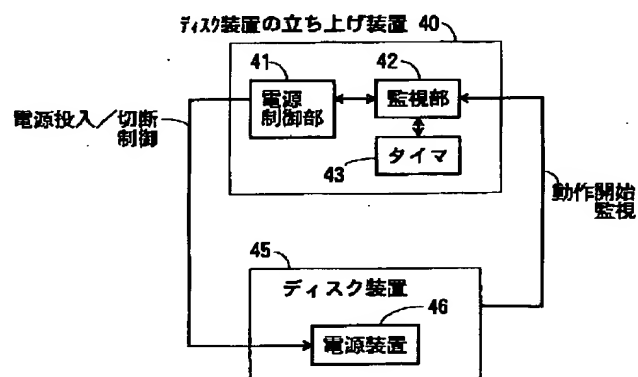 ディスク装置の立ち上げ装置 40
41
電源
制御部
42
監視部
43
タイマ
電源投入／切断
制御
動作開始
監視
45
ディスク装置
46
電源装置